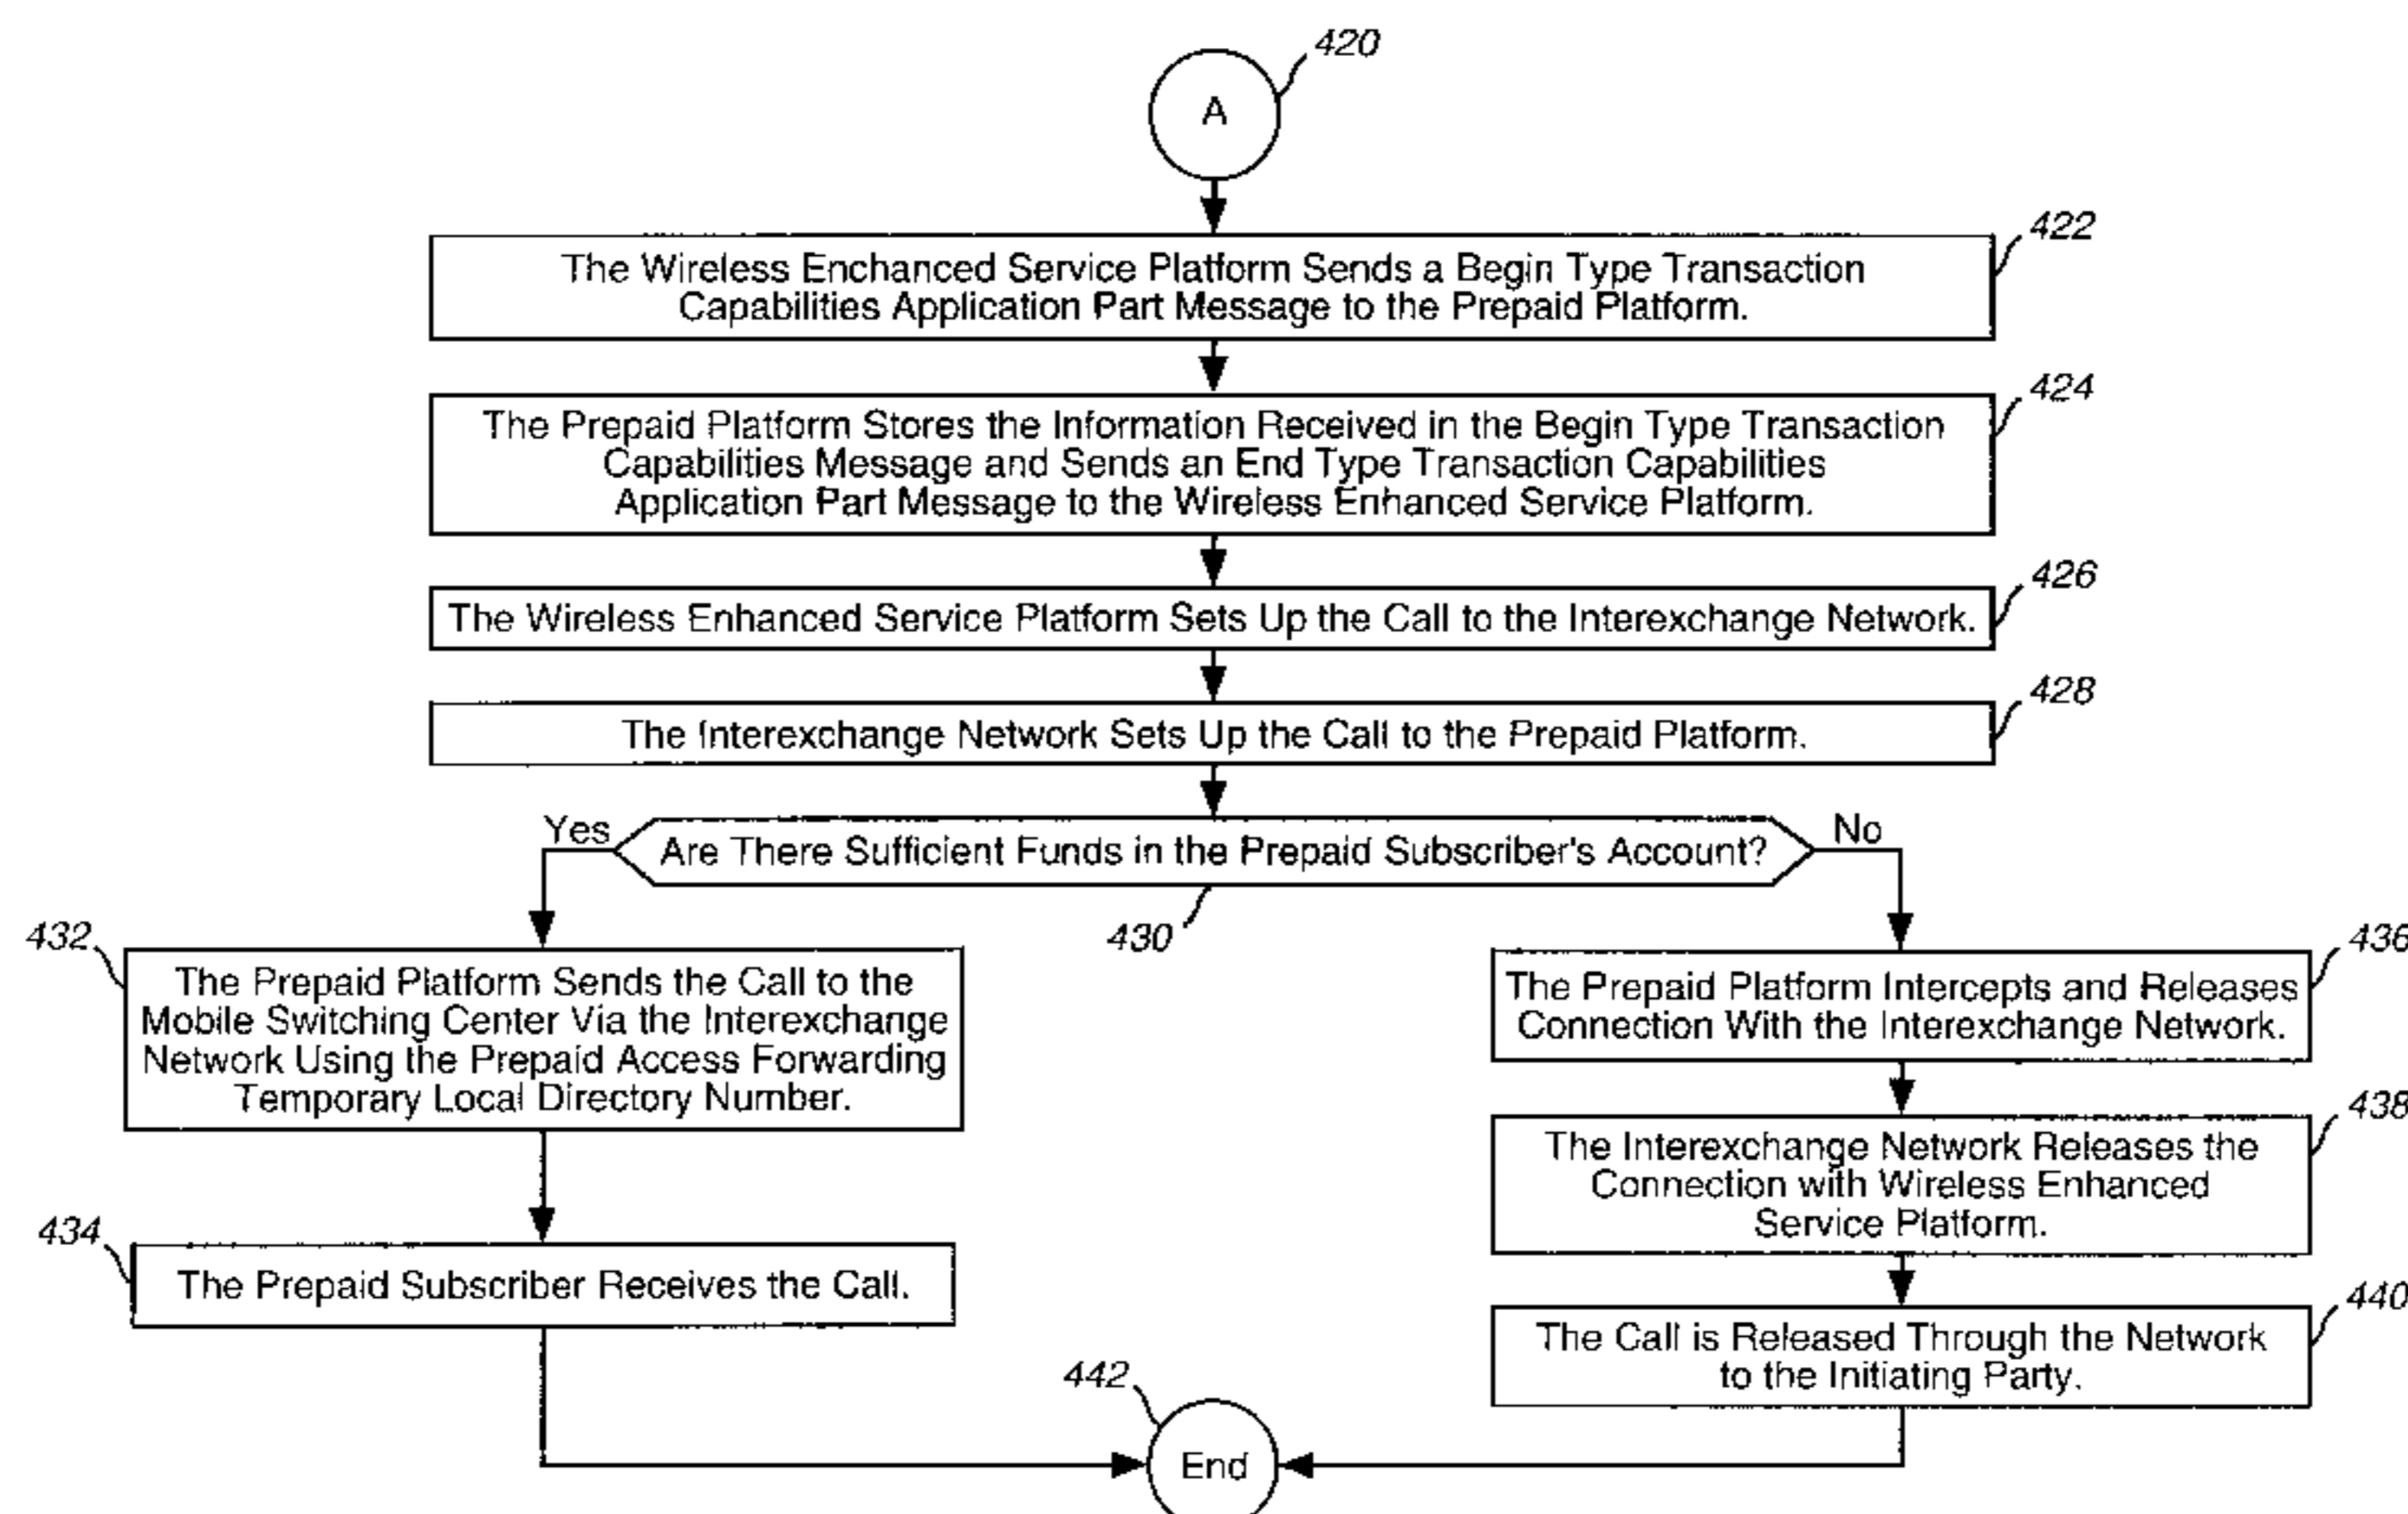 420
A
422
The Wireless Enchanced Service Platform Sends a Begin Type Transaction
Capabilities Application Part Message to the Prepaid Platform.
424
The Prepaid Platform Stores the Information Received in the Begin Type Transaction
Capabilities Message and Sends an End Type Transaction Capabilities
Application Part Message to the Wireless Enhanced Service Platform.
426
The Wireless Enhanced Service Platform Sets Up the Call to the Interexchange Network.
428
The Interexchange Network Sets Up the Call to the Prepaid Platform.
Yes
Are There Sufficient Funds in the Prepaid Subscriber's Account?
No
430
432
The Prepaid Platform Sends the Call to the
Mobile Switching Center Via the Interexchange
Network Using the Prepaid Access Forwarding
Temporary Local Directory Number.
434
The Prepaid Subscriber Receives the Call.
436
The Prepaid Platform Intercepts and Releases
Connection With the Interexchange Network.
438
The Interexchange Network Releases the
Connection with Wireless Enhanced
Service Platform.
440
The Call is Released Through the Network
to the Initiating Party.
442
End